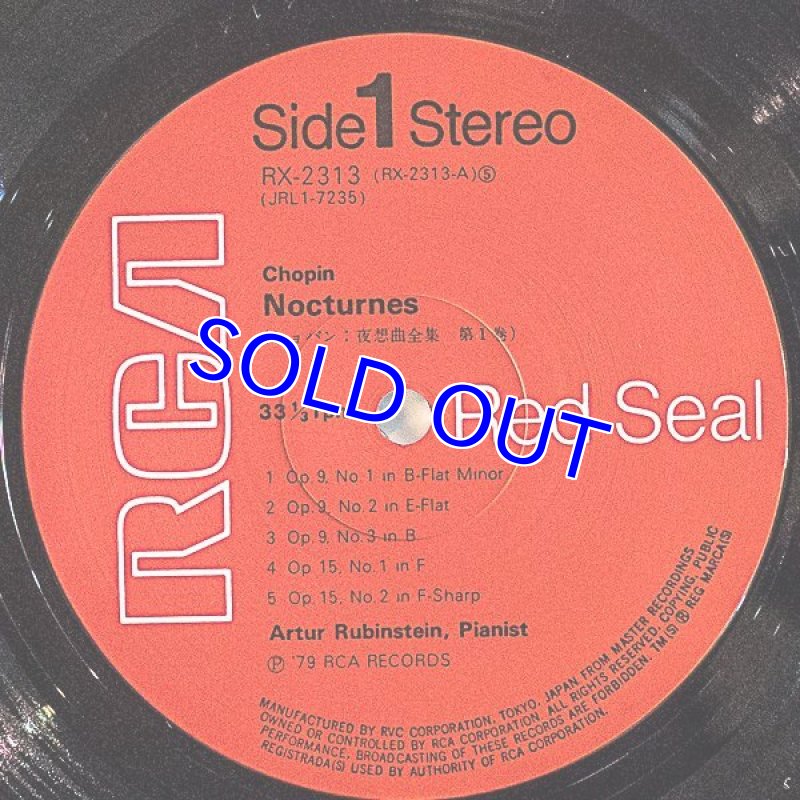 Side 1 Stereo
RX-2313 (RX-2313-A)⑤
(JRL1-7235)
Chopin
Nocturnes
ョパン：夜想曲全集 第1巻)
SOLD OUT
33 1/3 rpm
Red Seal
RCA
1 Op. 9, No. 1 in B-Flat Minor
2 Op. 9, No. 2 in E-Flat
3 Op. 9, No. 3 in B
4 Op. 15, No. 1 in F
5 Op. 15, No. 2 in F-Sharp
Artur Rubinstein, Pianist
Ⓟ '79 RCA RECORDS
MANUFACTURED BY RVC CORPORATION, TOKYO, JAPAN FROM MASTER RECORDINGS
OWNED OR CONTROLLED BY RCA CORPORATION. ALL RIGHTS RESERVED, COPYING, PUBLIC
PERFORMANCE, BROADCASTING OF THESE RECORDS ARE FORBIDDEN. TM(S) ® REG MARCA(S)
REGISTRADA(S) USED BY AUTHORITY OF RCA CORPORATION.